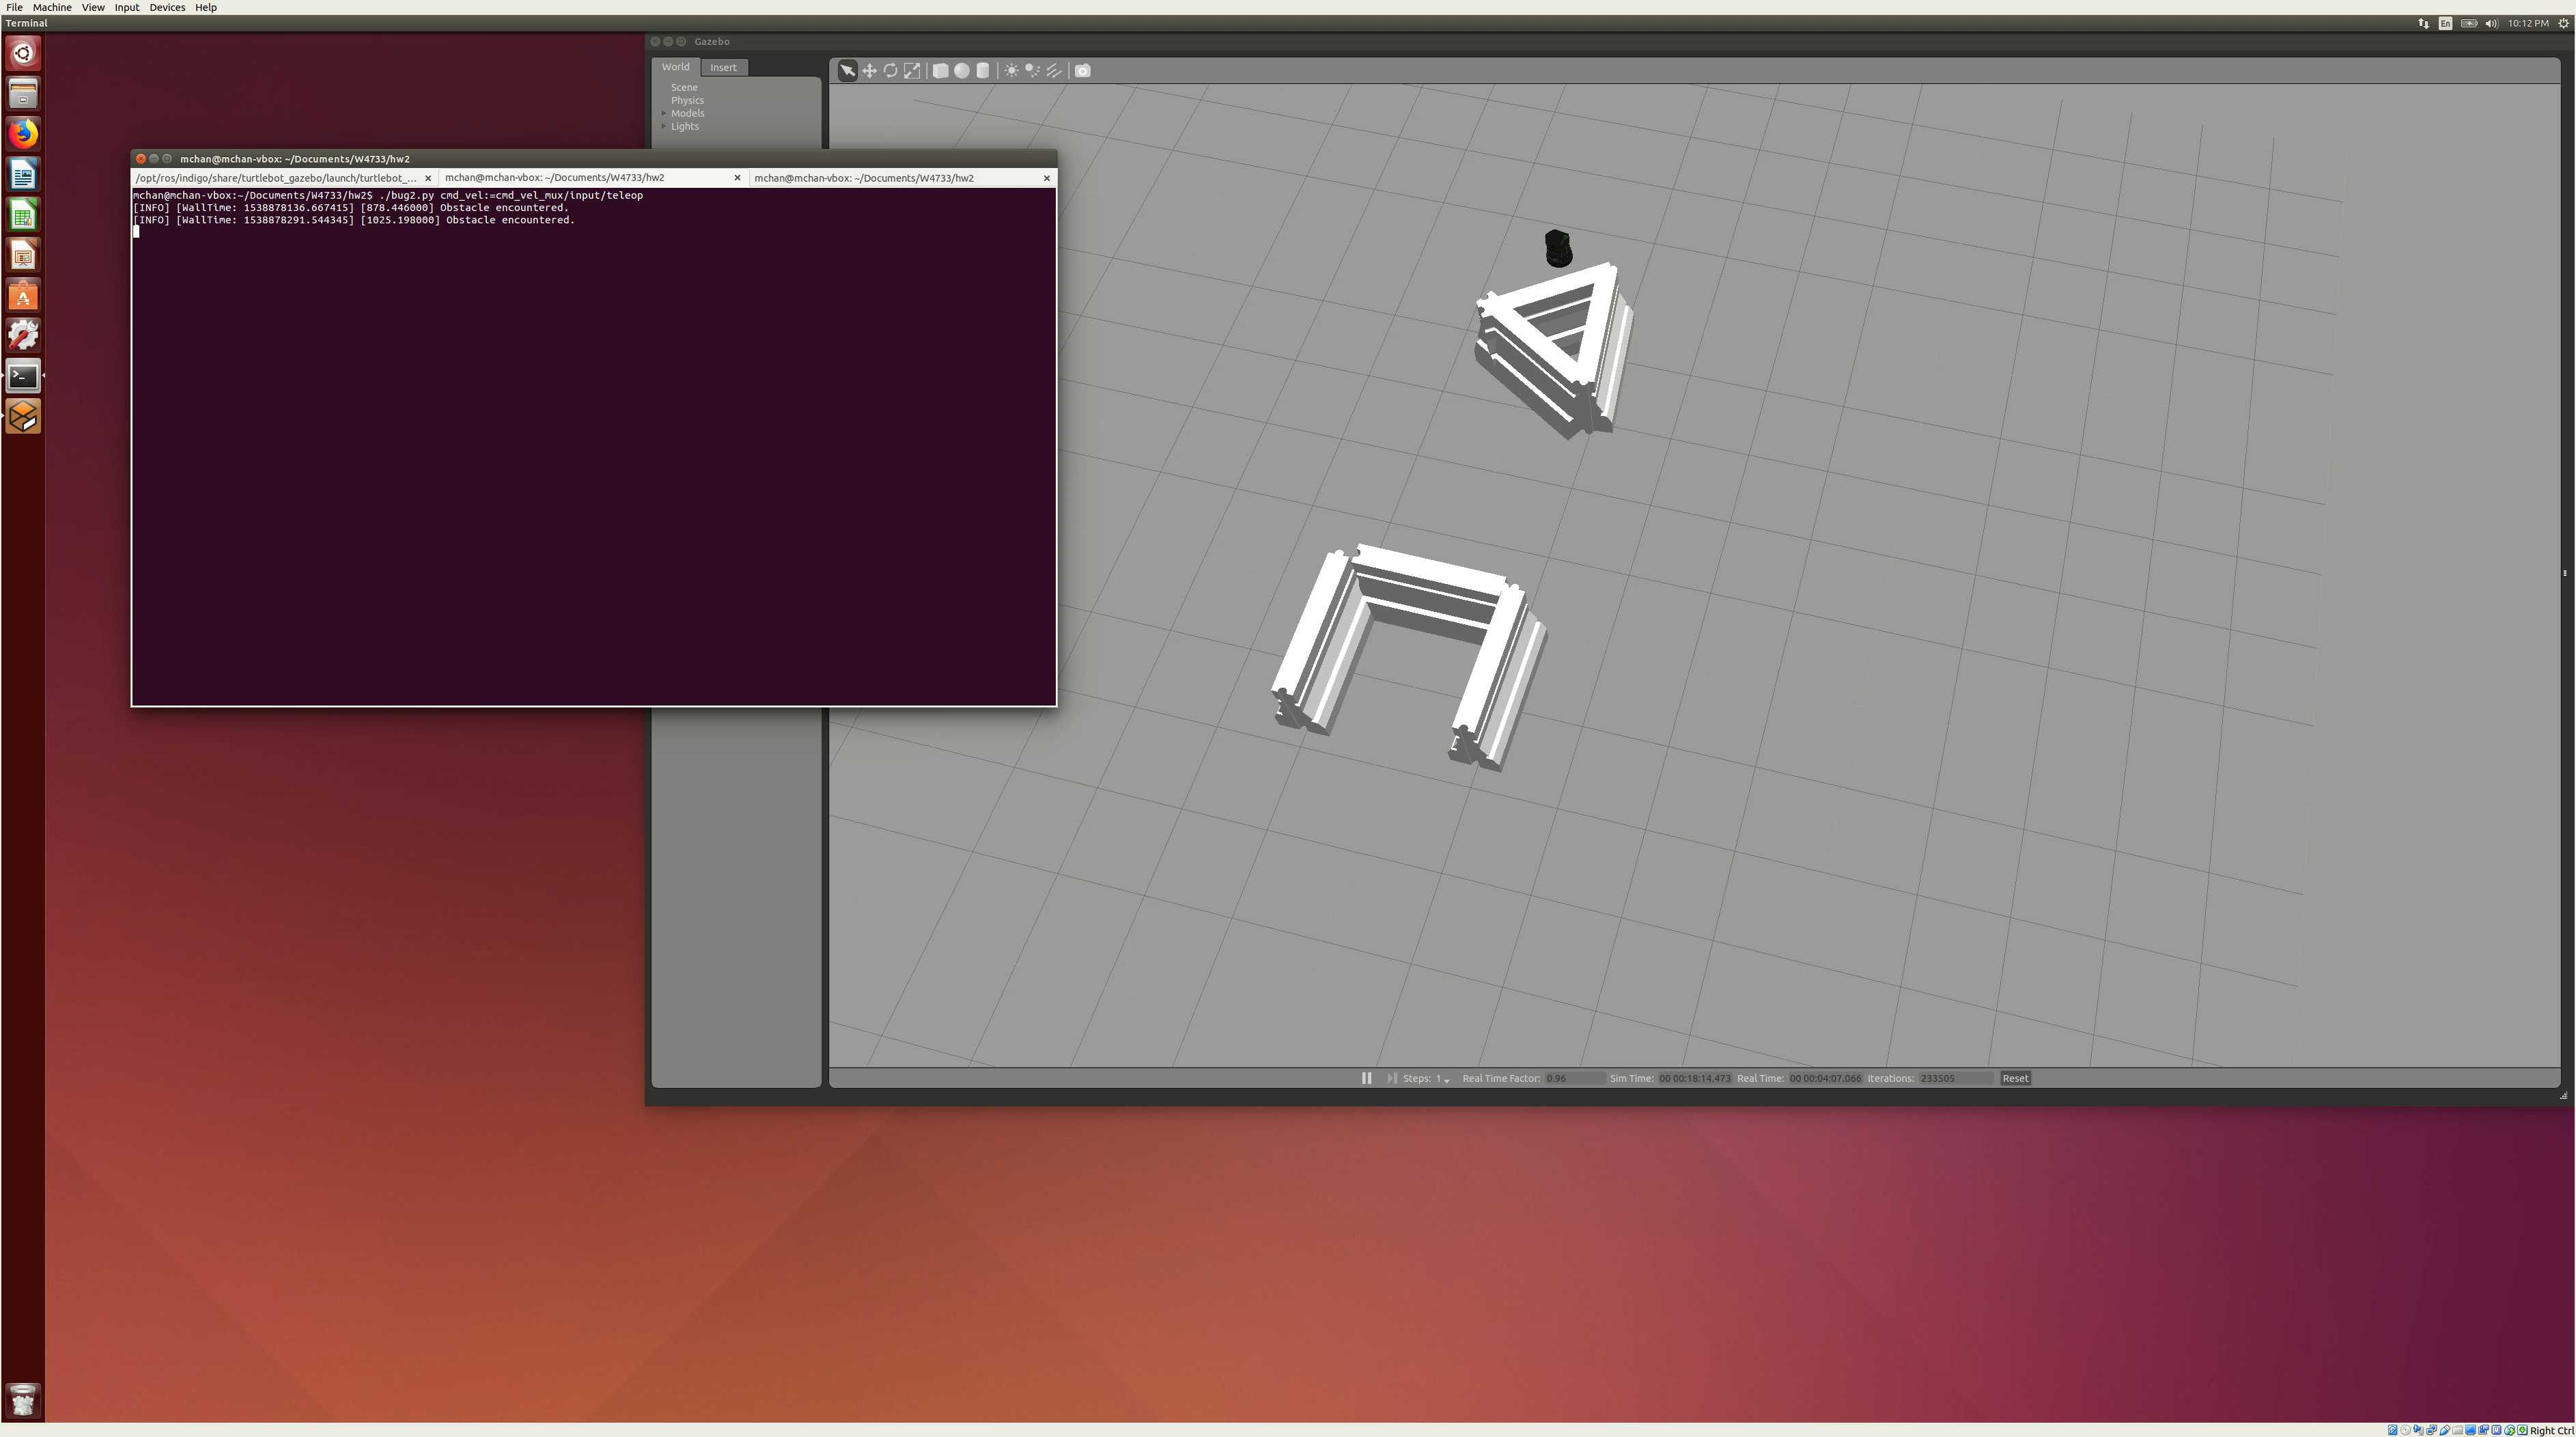 File Machine View Input Devices Help
Terminal
En
10:12 PM
Gazebo
World Insert
Scene
Physics
Models
Lights
mchan@mchan-vbox: ~/Documents/W4733/hw2
/opt/ros/indigo/share/turtlebot_gazebo/launch/turtlebot_... mchan@mchan-vbox: ~/Documents/W4733/hw2 mchan@mchan-vbox: ~/Documents/W4733/hw2
mchan@mchan-vbox:~/Documents/W4733/hw2$ ./bug2.py cmd_vel:=cmd_vel_mux/input/teleop
[INFO] [WallTime: 1538878136.667415] [878.446000] Obstacle encountered.
[INFO] [WallTime: 1538878291.544345] [1025.198000] Obstacle encountered.
Steps: 1 Real Time Factor: 0.96 Sim Time: 00 00:18:14.473 Real Time: 00 00:04:07.066 Iterations: 233505 Reset
Right Ctrl